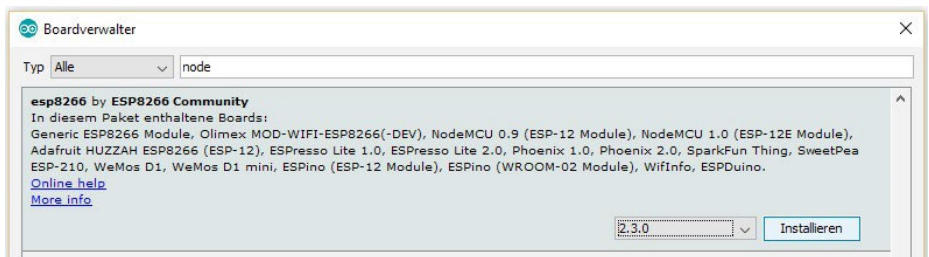 Boardverwalter
Typ Alle node
esp8266 by ESP8266 Community
In diesem Paket enthaltene Boards:
Generic ESP8266 Module, Olimex MOD-WIFI-ESP8266(-DEV), NodeMCU 0.9 (ESP-12 Module), NodeMCU 1.0 (ESP-12E Module),
Adafruit HUZZAH ESP8266 (ESP-12), ESPresso Lite 1.0, ESPresso Lite 2.0, Phoenix 1.0, Phoenix 2.0, SparkFun Thing, SweetPea
ESP-210, WeMos D1, WeMos D1 mini, ESPino (ESP-12 Module), ESPino (WROOM-02 Module), WifInfo, ESPDuino.
Online help
More info
2.3.0 Installieren